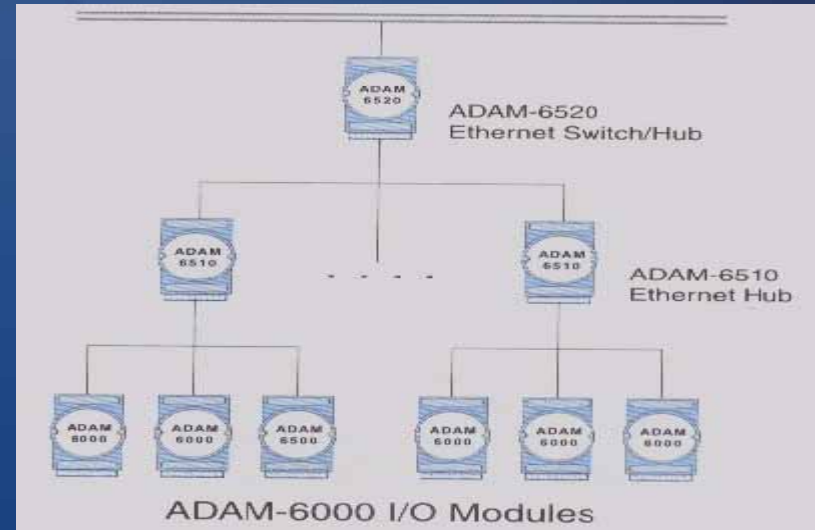 ADAM
6520
ADAM-6520
Ethernet Switch/Hub
ADAM
6510
ADAM
6510
ADAM-6510
Ethernet Hub
ADAM
6000
ADAM
6000
ADAM
6500
ADAM
6000
ADAM
6000
ADAM
6000
ADAM-6000 I/O Modules